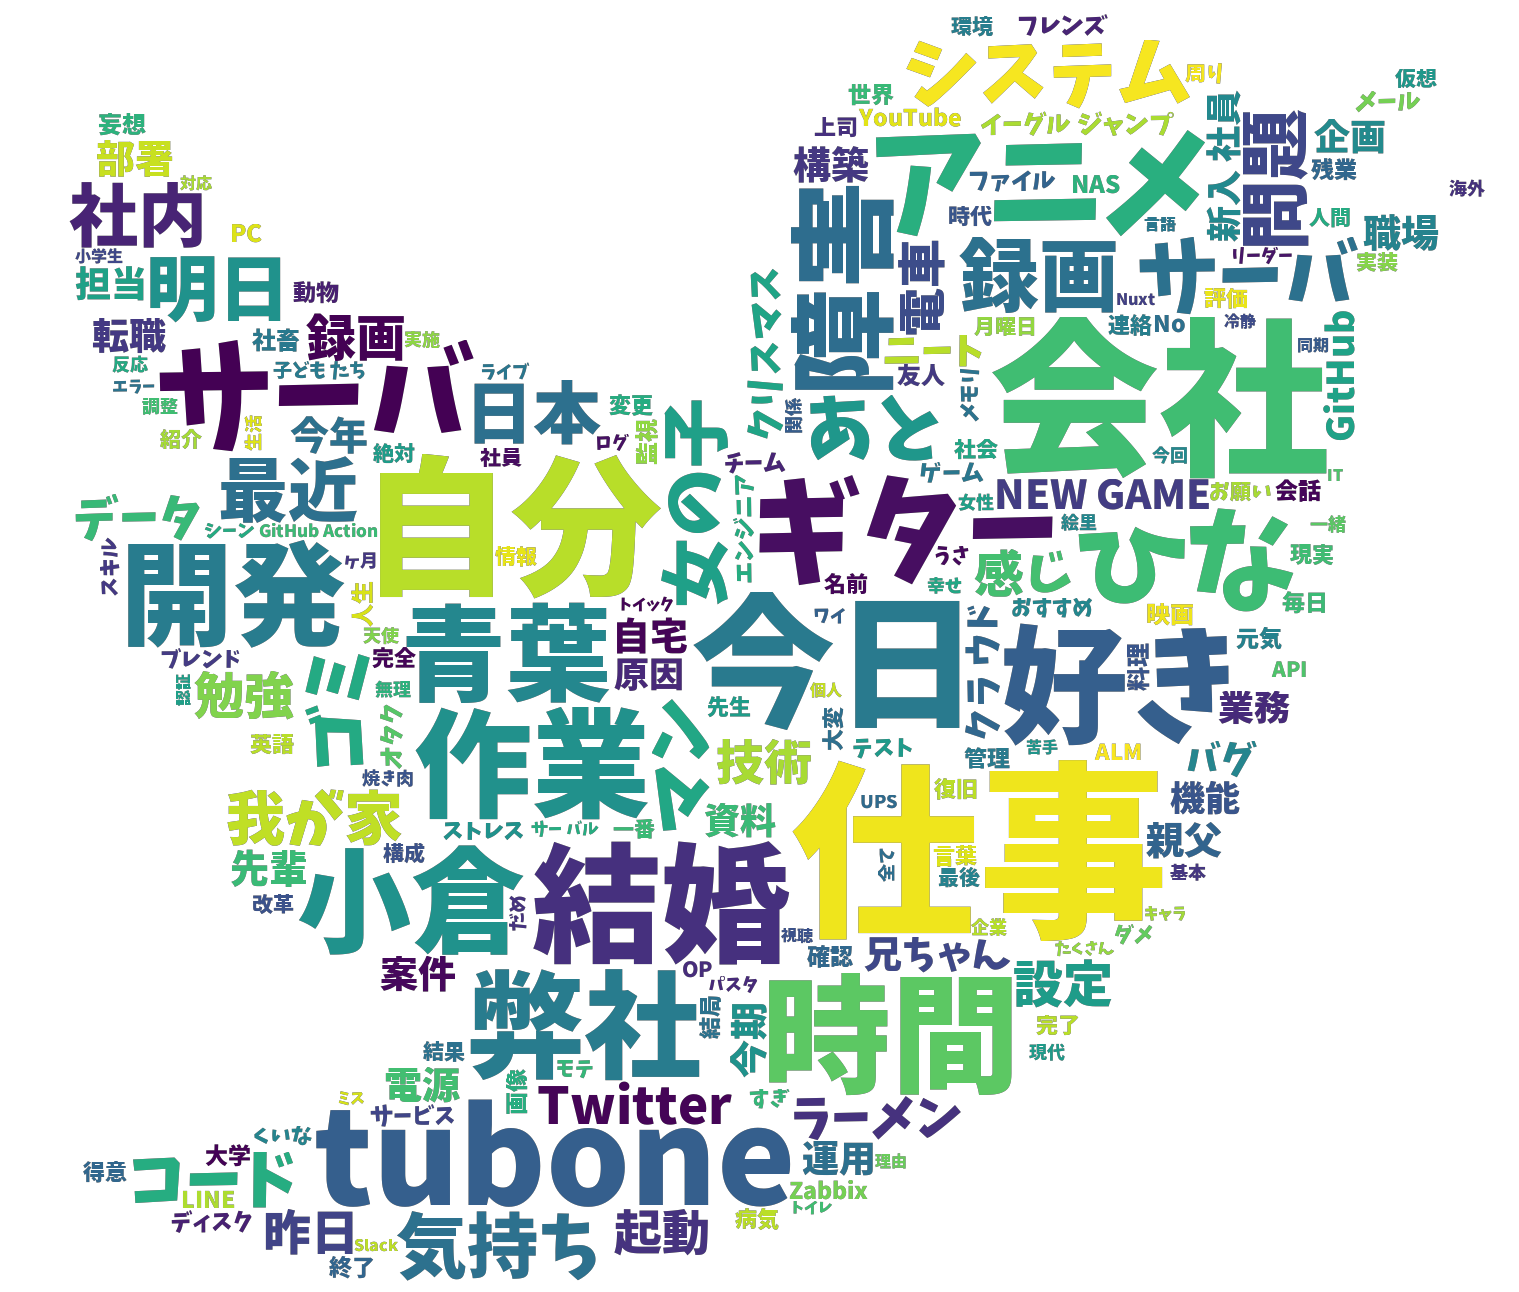 環境
フレンズ
システム
周り
仮想
世界
メール
YouTube
イーグル ジャンプ
上司
妄想
部署
対応
社内
PC
小学生
担当
明日
動物
転職
社畜
録画
実施
反応
エラー
調整
紹介
サーバ
子どもたち
ライブ
生活
今年
絶対
日本
社員
ログ
変更
監視
構築
アニメ
ファイル
NAS
時代
言語
新入社員
問題
企画
残業
海外
人間
職場
リーダー
実装
障害
電車
録画
サーバ
Nuxt
評価
月曜日
連絡
No
冷静
クリスマス
ニート
友人
メモリ
会社
同期
GitHub
関係
あと
社会
今回
IT
ゲーム
チーム
女の子
エンジニア
女性
NEW GAME
お願い
会話
ギター
絵里
うさ
名前
幸せ
感じ
ひな
一緒
現実
毎日
最近
データ
シーン
GitHub Action
スキル
開発
ヶ月
自分
情報
人生
天使
トイック
青葉
自宅
原因
完全
無理
ブレンド
認証
勉強
ゴミ
オタク
英語
焼き肉
今日
ワイ
個人
先生
大変
おすすめ
映画
クラウド
好き
料理
元気
API
業務
作業
マン
技術
テスト
管理
苦手
ALM
バグ
機能
親父
基本
我が家
先輩
改革
構成
ストレス
サーバル
一番
資料
UPS
復旧
仕事
全て
言葉
最後
小倉
ため
結婚
視聴
企業
キャラ
ダメ
たくさん
確認
兄ちゃん
設定
案件
OP
パスタ
弊社
結局
今期
時間
完了
現代
結果
モテ
電源
画像
Twitter
すぎ
ラーメン
ミス
サービス
くいな
大学
得意
コード
LINE
ディスク
tubone
運用
理由
Zabbix
トイレ
病気
昨日
Slack
終了
気持ち
起動